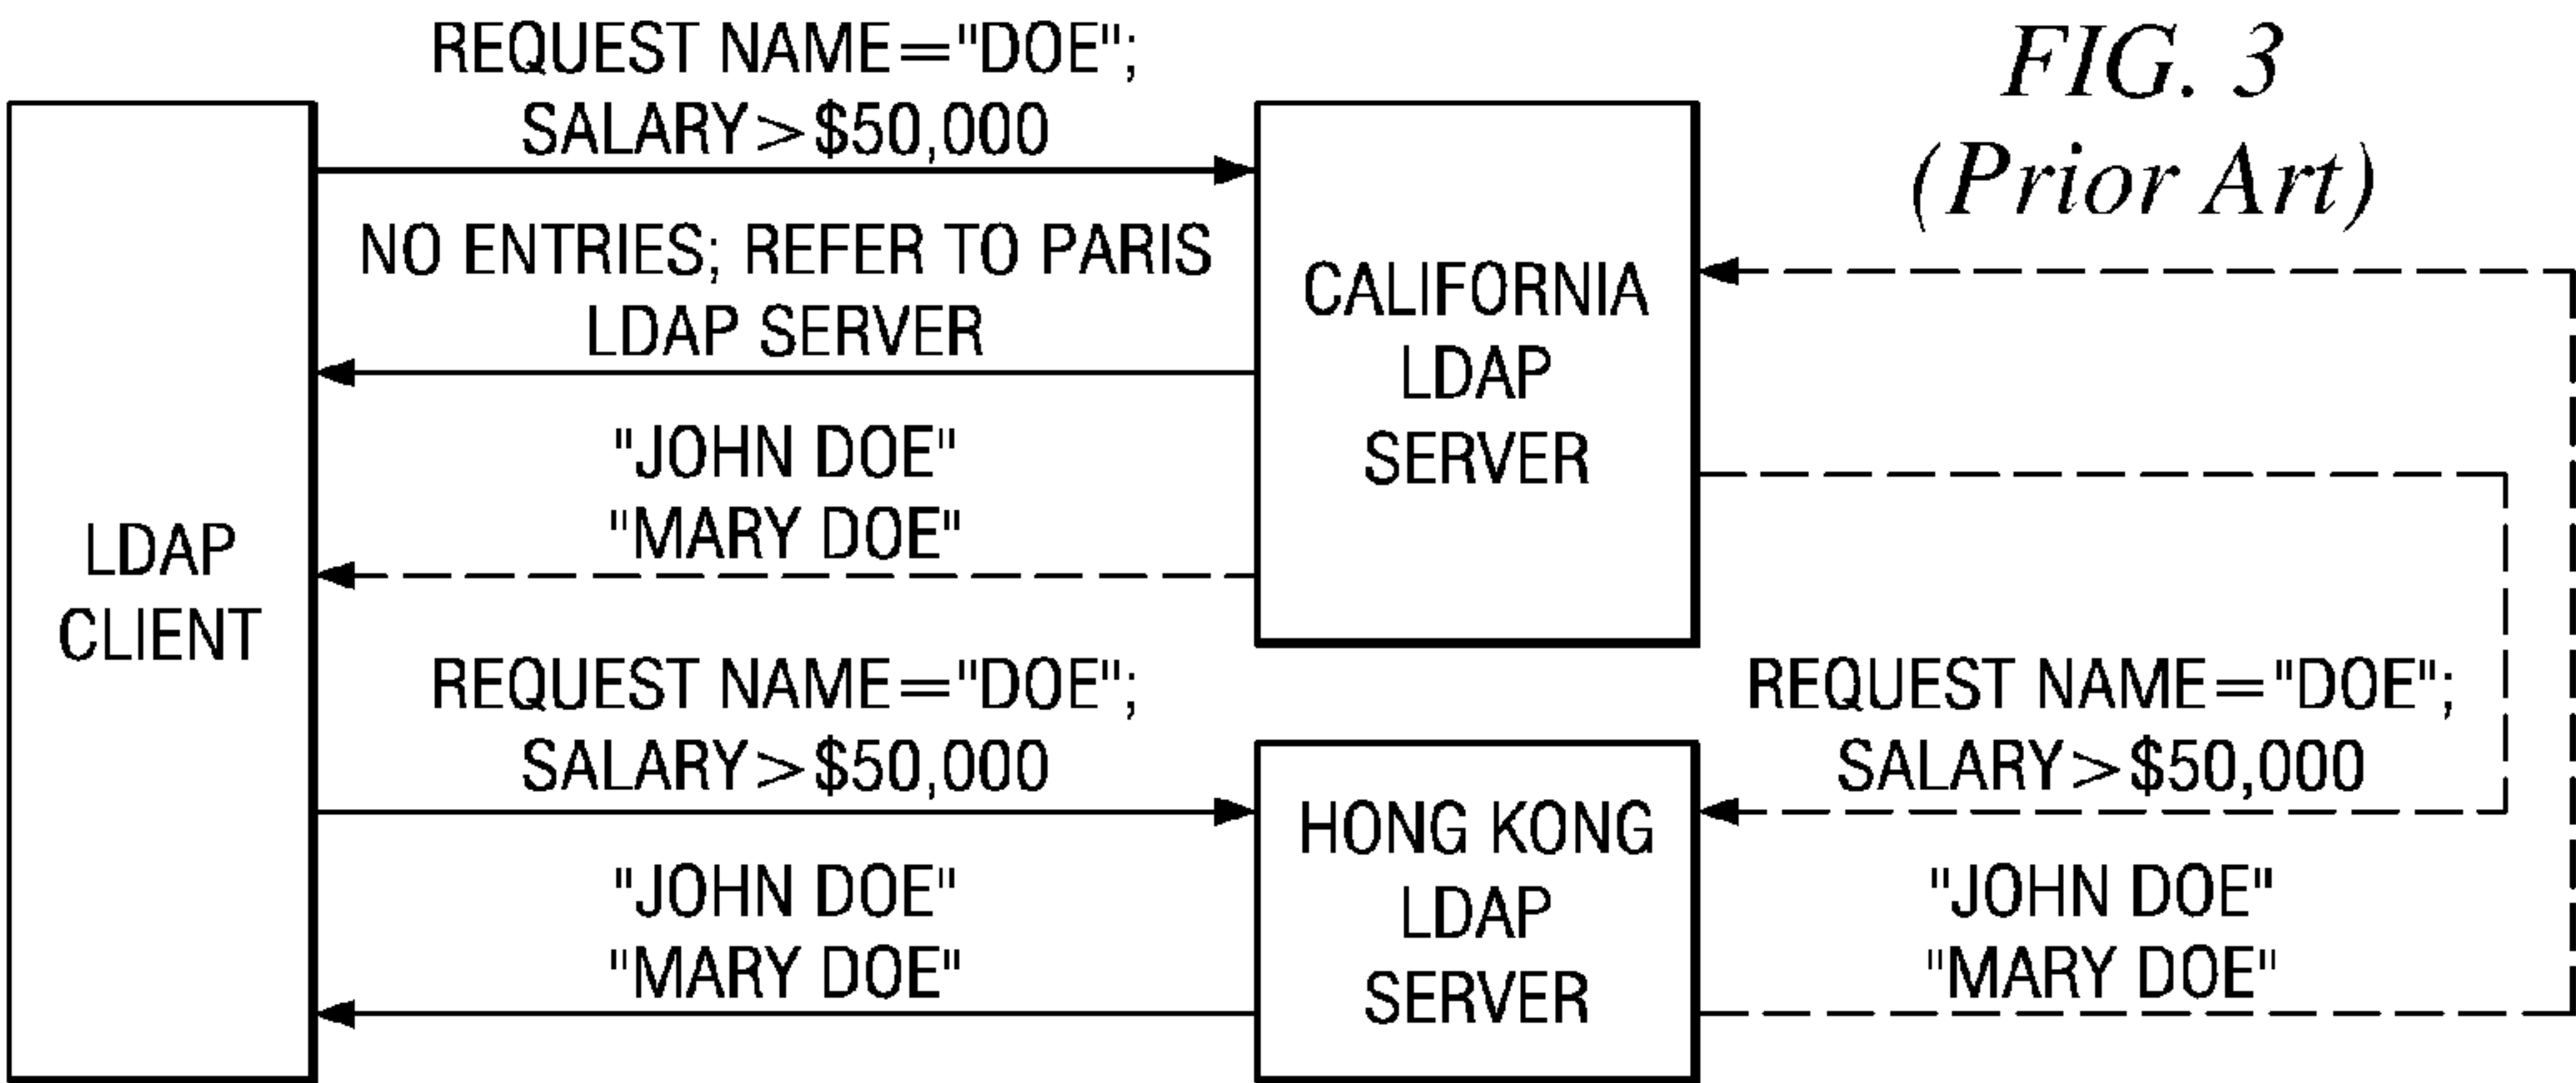 FIG. 3
(Prior Art)
REQUEST NAME="DOE";
SALARY>$50,000
NO ENTRIES; REFER TO PARIS
LDAP SERVER
"JOHN DOE"
"MARY DOE"
LDAP
CLIENT
CALIFORNIA
LDAP
SERVER
REQUEST NAME="DOE";
SALARY>$50,000
"JOHN DOE"
"MARY DOE"
HONG KONG
LDAP
SERVER
REQUEST NAME="DOE";
SALARY>$50,000
"JOHN DOE"
"MARY DOE"